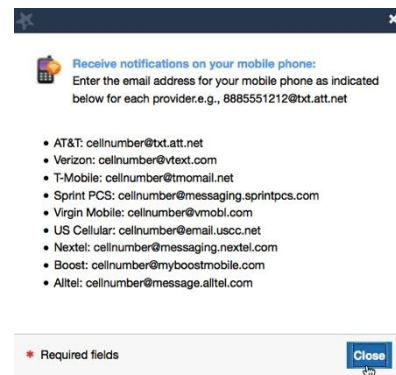 Receive notifications on your mobile phone:
Enter the email address for your mobile phone as indicated
below for each provider.e.g., 8885551212@txt.att.net
• AT&T: cellnumber@txt.att.net
• Verizon: cellnumber@vtext.com
• T-Mobile: cellnumber@tmomail.net
• Sprint PCS: cellnumber@messaging.sprintpcs.com
• Virgin Mobile: cellnumber@vmobl.com
• US Cellular: cellnumber@email.uscc.net
• Nextel: cellnumber@messaging.nextel.com
• Boost: cellnumber@myboostmobile.com
• Alltel: cellnumber@message.alltel.com
* Required fields
Close